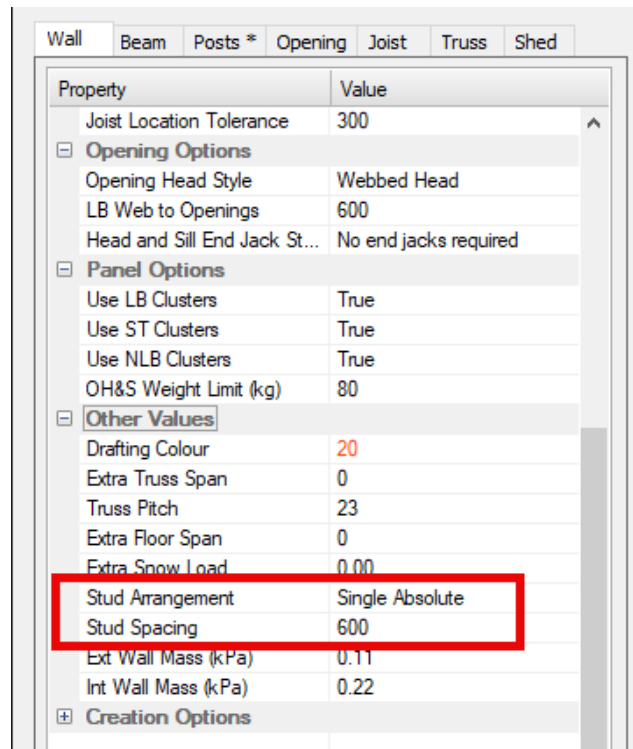 Wall Beam Posts * Opening Joist Truss Shed
Property Value
Joist Location Tolerance 300
Opening Options
Opening Head Style Webbed Head
LB Web to Openings 600
Head and Sill End Jack St... No end jacks required
Panel Options
Use LB Clusters True
Use ST Clusters True
Use NLB Clusters True
OH&S Weight Limit (kg) 80
Other Values
Drafting Colour 20
Extra Truss Span 0
Truss Pitch 23
Extra Floor Span 0
Extra Snow Load 0.00
Stud Arrangement Single Absolute
Stud Spacing 600
Ext Wall Mass (kPa) 0.11
Int Wall Mass (kPa) 0.22
Creation Options